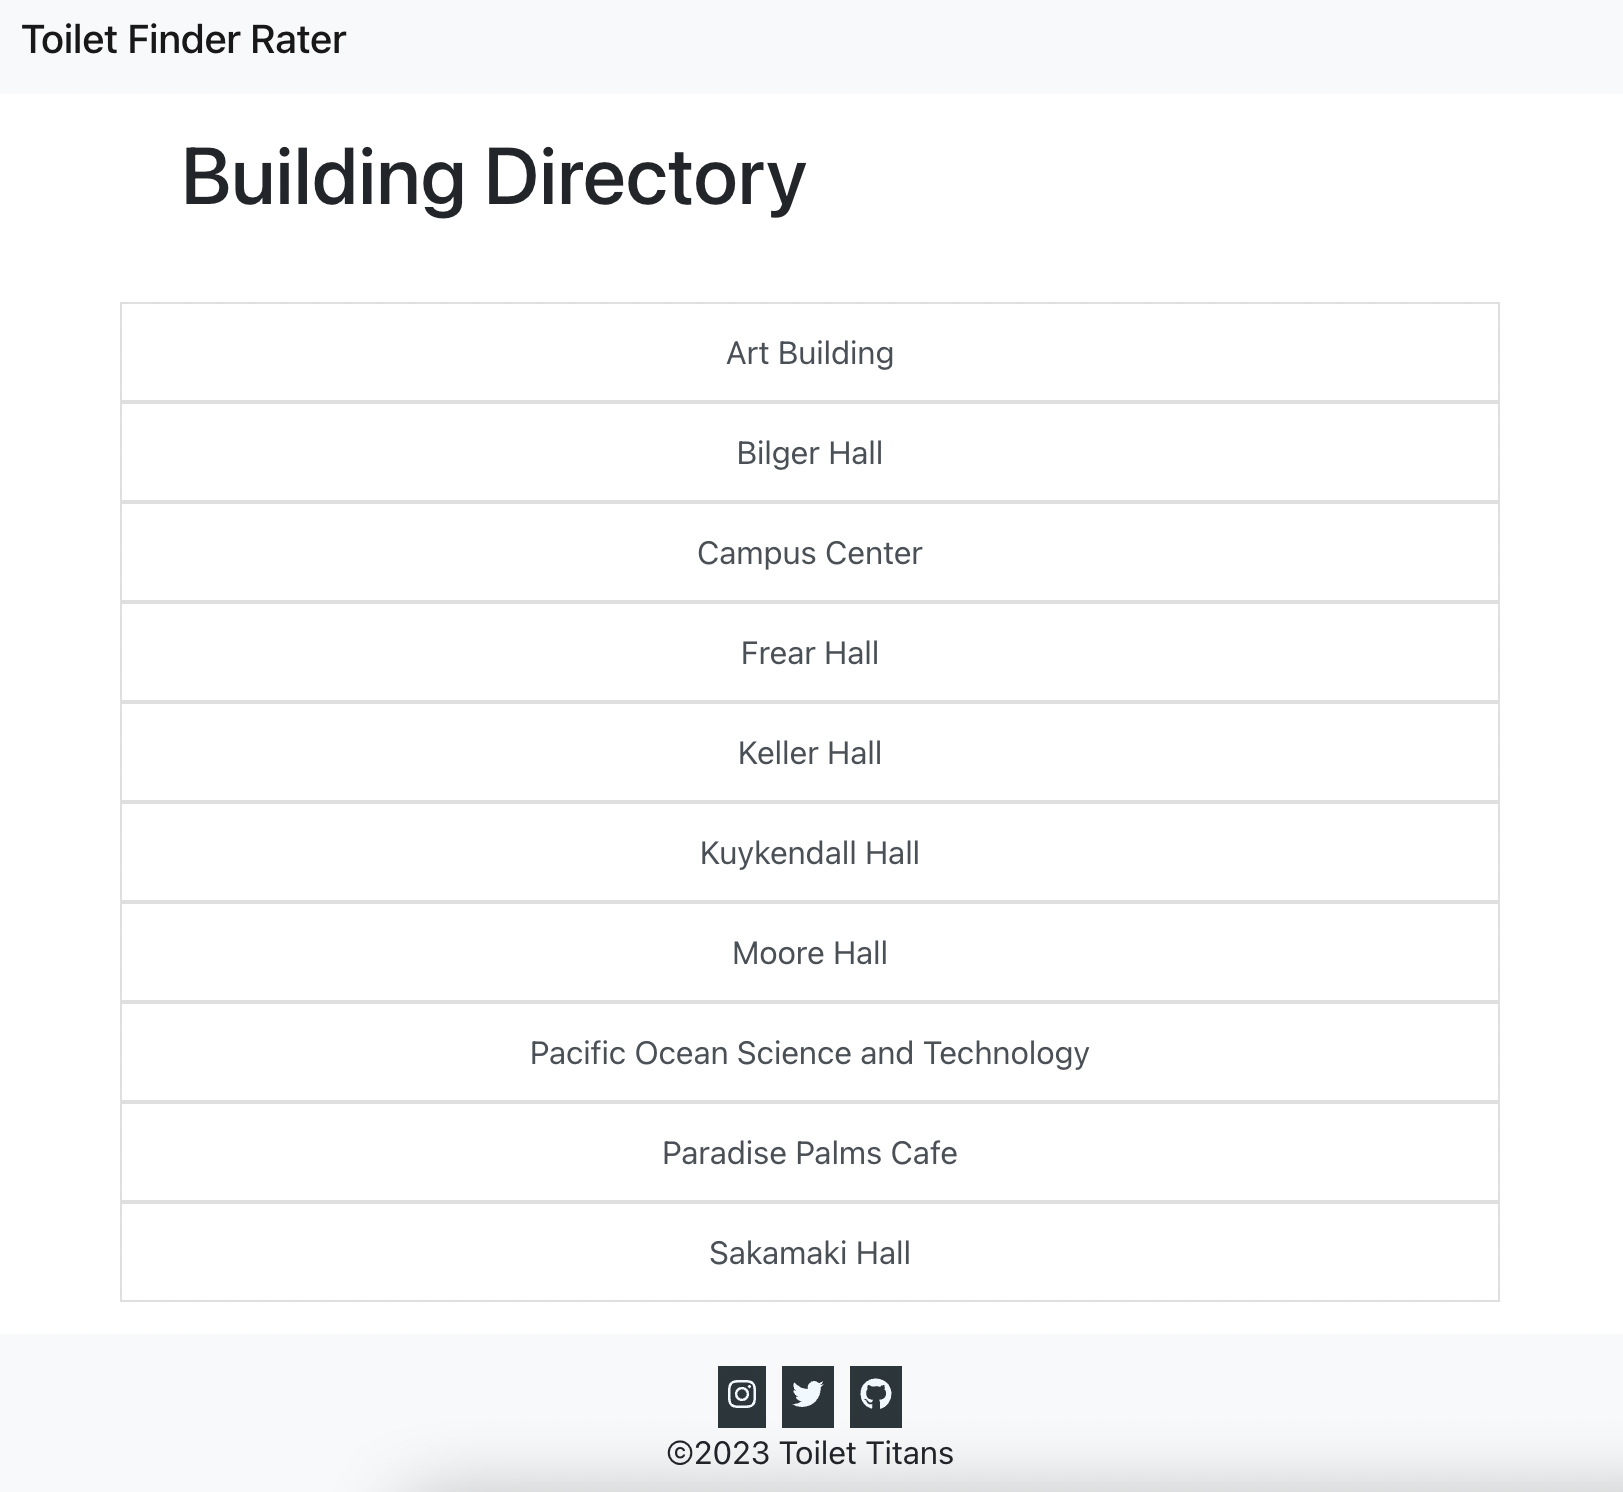 Toilet Finder Rater
Building Directory
Art Building
Bilger Hall
Campus Center
Frear Hall
Keller Hall
Kuykendall Hall
Moore Hall
Pacific Ocean Science and Technology
Paradise Palms Cafe
Sakamaki Hall
©2023 Toilet Titans